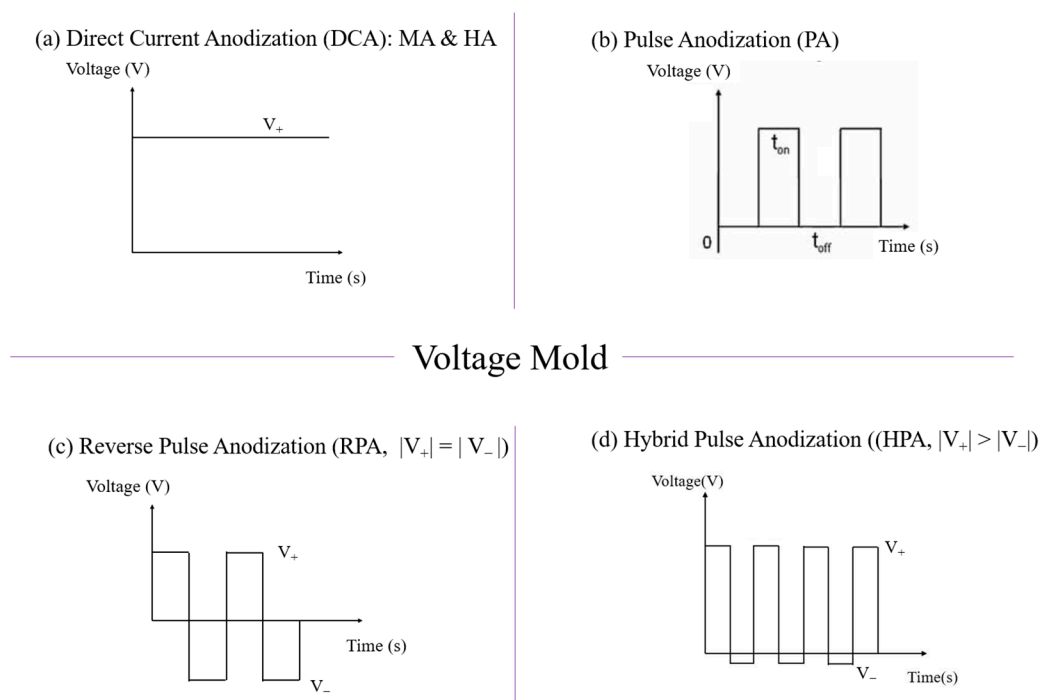 (a) Direct Current Anodization (DCA): MA & HA
Voltage (V)
V₊
Time (s)
(b) Pulse Anodization (PA)
Voltage (V)
tₒₙ
0
t_off
Time (s)
Voltage Mold
(c) Reverse Pulse Anodization (RPA, |V₊| = | V₋ |)
Voltage (V)
V₊
Time (s)
V₋
(d) Hybrid Pulse Anodization ((HPA, |V₊| > |V₋|)
Voltage(V)
V₊
V₋
Time(s)